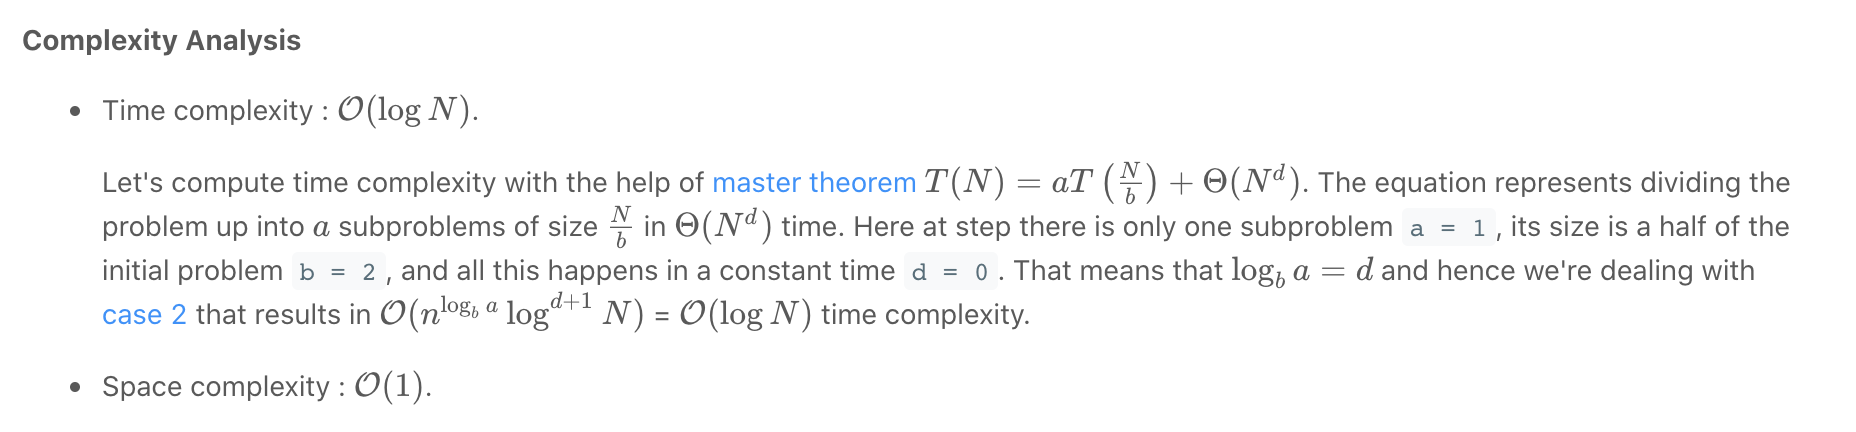 Complexity Analysis
• Time complexity : $\mathcal{O}(\log N)$.
Let's compute time complexity with the help of master theorem $T(N) = aT\left(\frac{N}{b}\right) + \Theta(N^d)$. The equation represents dividing the
problem up into $a$ subproblems of size $\frac{N}{b}$ in $\Theta(N^d)$ time. Here at step there is only one subproblem a = 1, its size is a half of the
initial problem b = 2, and all this happens in a constant time d = 0. That means that $\log_b a = d$ and hence we're dealing with
case 2 that results in $\mathcal{O}(n^{\log_b a} \log^{d+1} N)$ = $\mathcal{O}(\log N)$ time complexity.
• Space complexity : $\mathcal{O}(1)$.